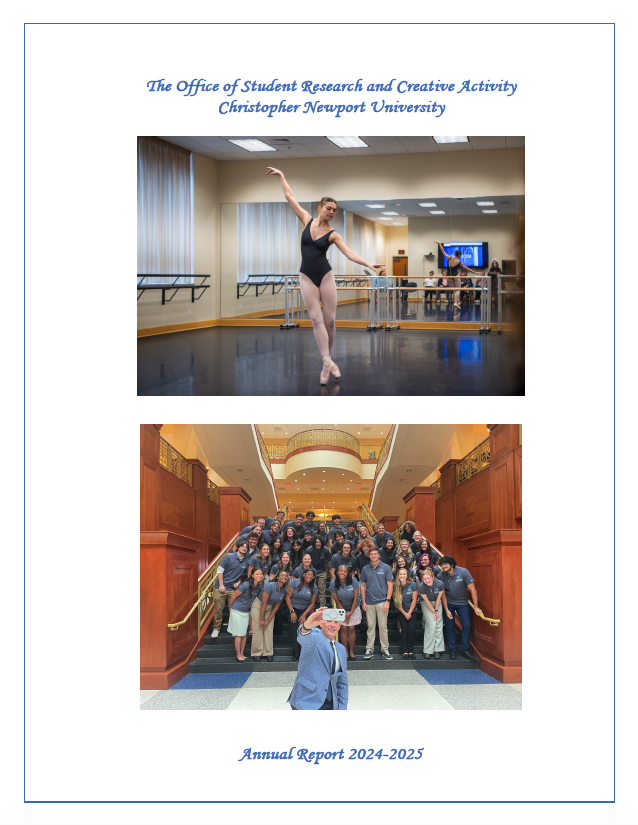 The Office of Student Research and Creative Activity
Christopher Newport University
Annual Report 2024-2025